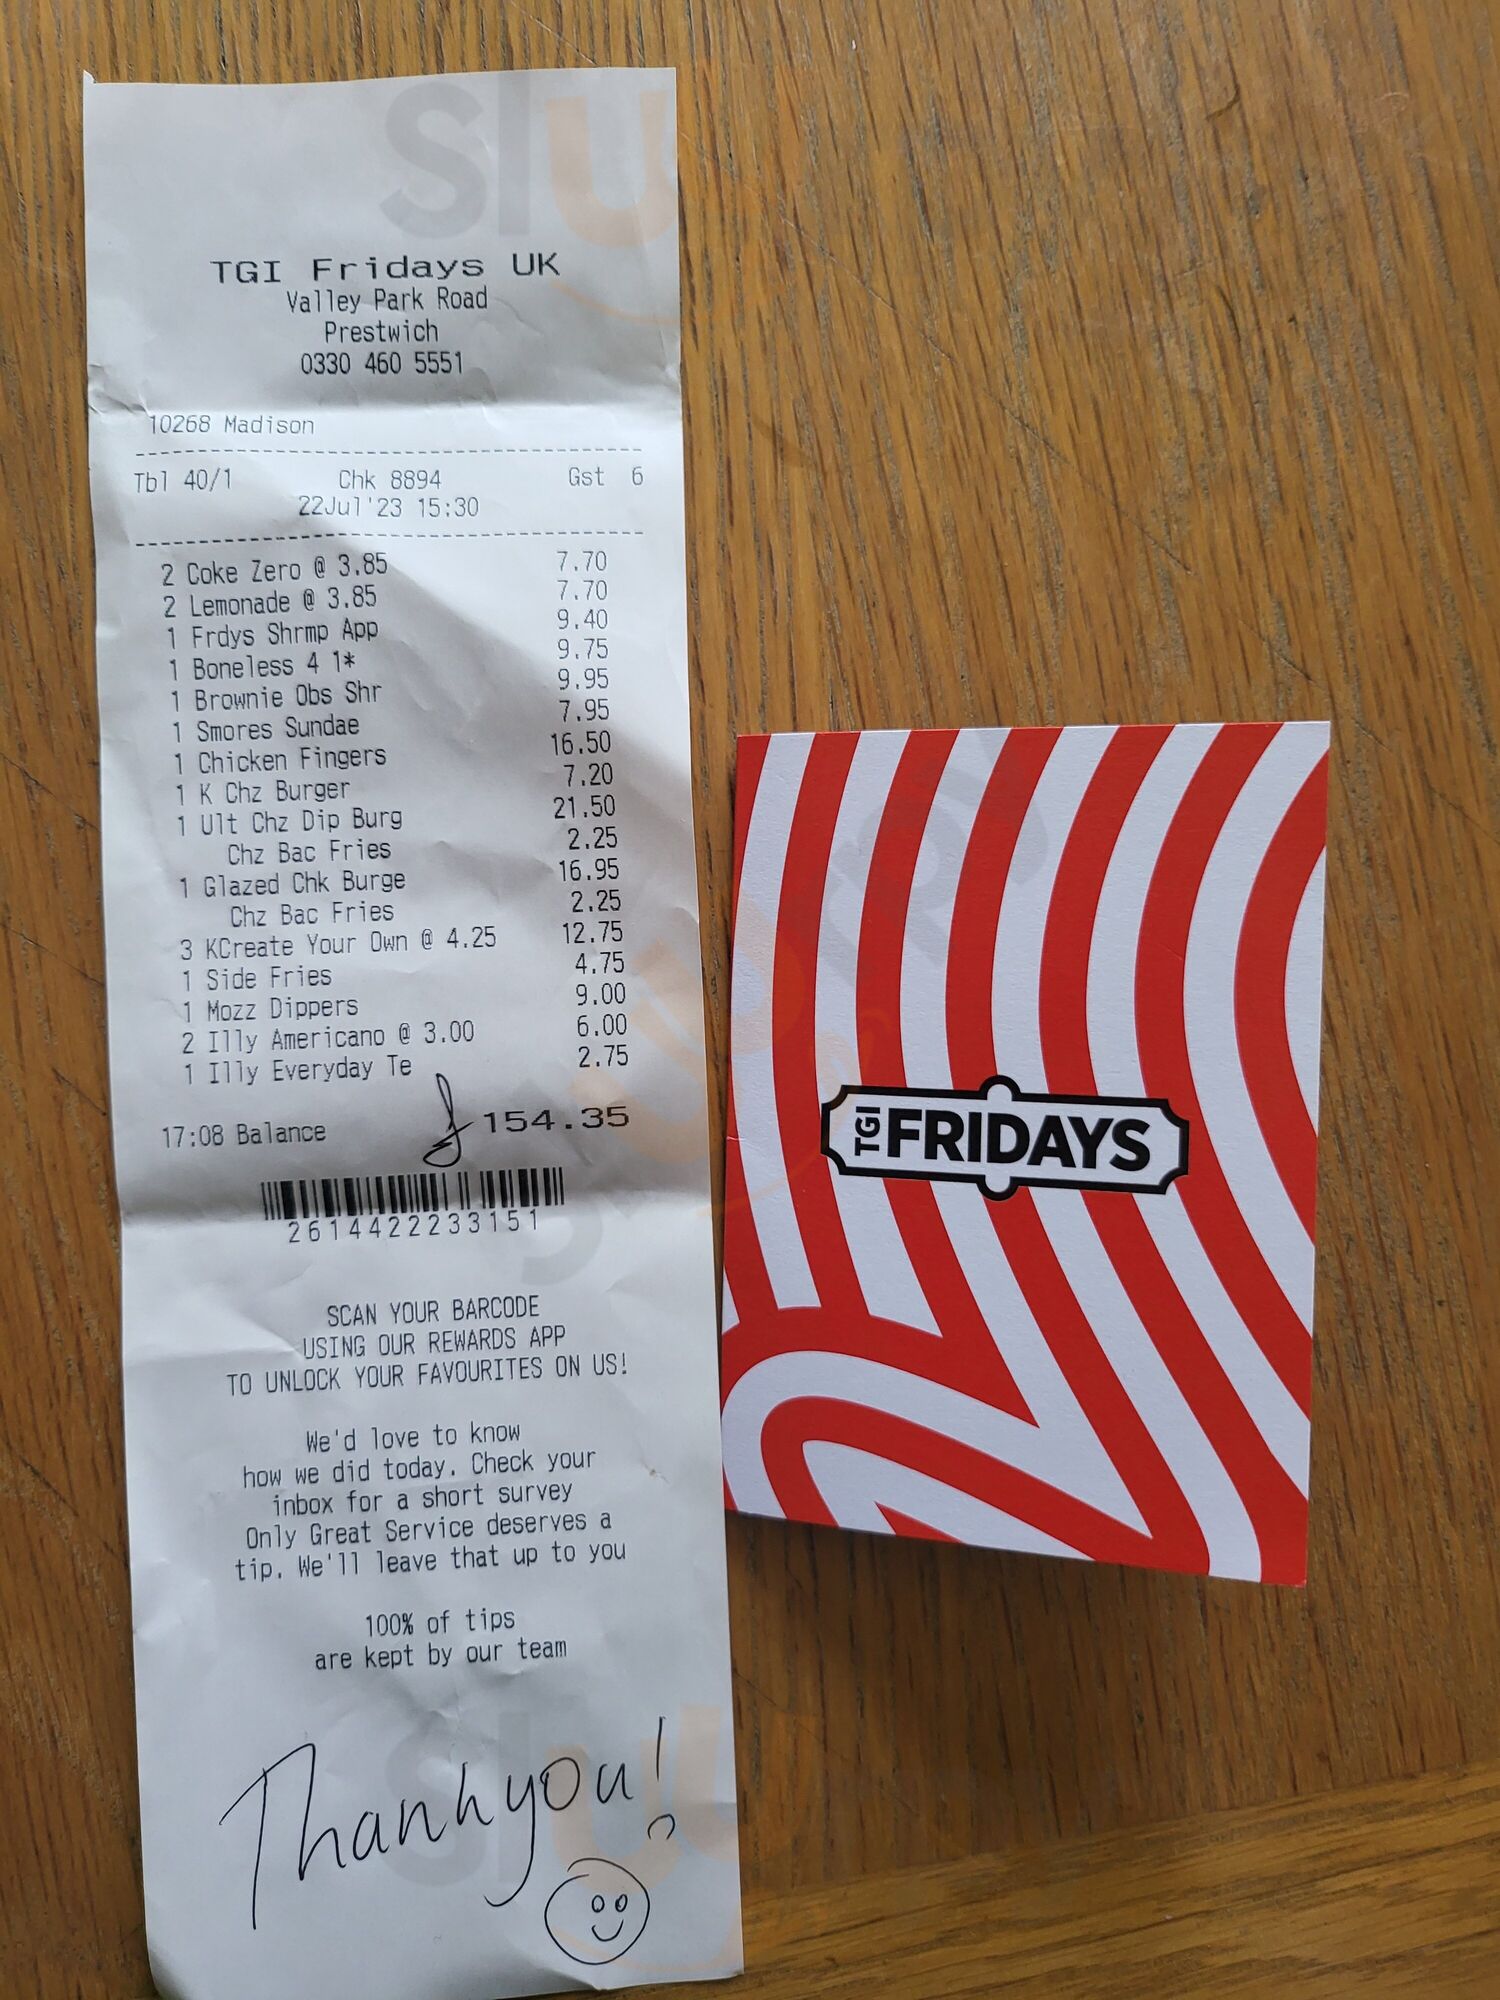 TGI Fridays UK
Valley Park Road
Prestwich
0330 460 5551
10268 Madison
Tbl 40/1 Chk 8894 Gst 6
22Jul'23 15:30
2 Coke Zero @ 3.85 7.70
2 Lemonade @ 3.85 7.70
1 Frdys Shrmp App 9.40
1 Boneless 4 1* 9.75
1 Brownie Obs Shr 9.95
1 Smores Sundae 7.95
1 Chicken Fingers 16.50
1 K Chz Burger 7.20
1 Ult Chz Dip Burg 21.50
Chz Bac Fries 2.25
1 Glazed Chk Burge 16.95
Chz Bac Fries 2.25
3 KCreate Your Own @ 4.25 12.75
1 Side Fries 4.75
1 Mozz Dippers 9.00
2 Illy Americano @ 3.00 6.00
1 Illy Everyday Te 2.75
17:08 Balance £154.35
2614422233151
SCAN YOUR BARCODE
USING OUR REWARDS APP
TO UNLOCK YOUR FAVOURITES ON US!
We'd love to know
how we did today. Check your
inbox for a short survey
Only Great Service deserves a
tip. We'll leave that up to you
100% of tips
are kept by our team
Thankyou!
TGI FRIDAYS